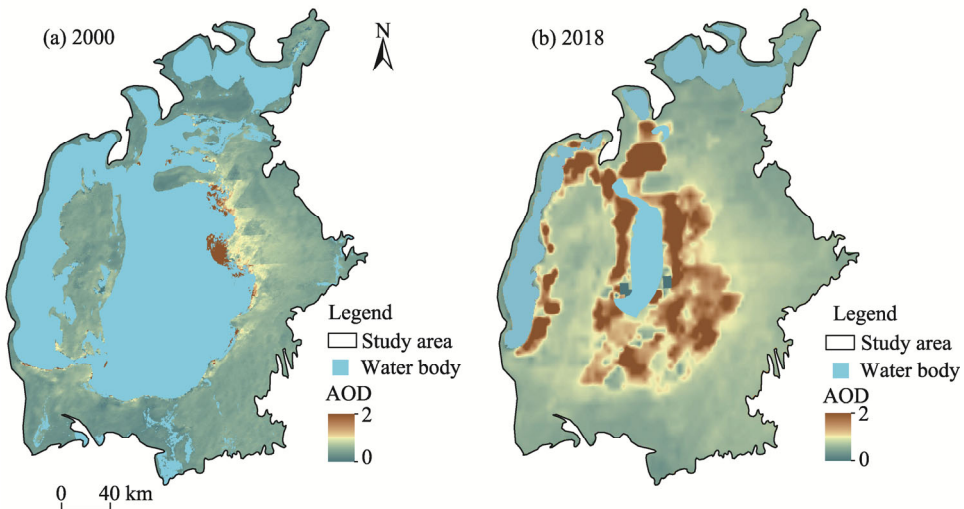 (a) 2000
N
(b) 2018
Legend
Study area
Water body
AOD
2
0
0 40 km
Legend
Study area
Water body
AOD
2
0